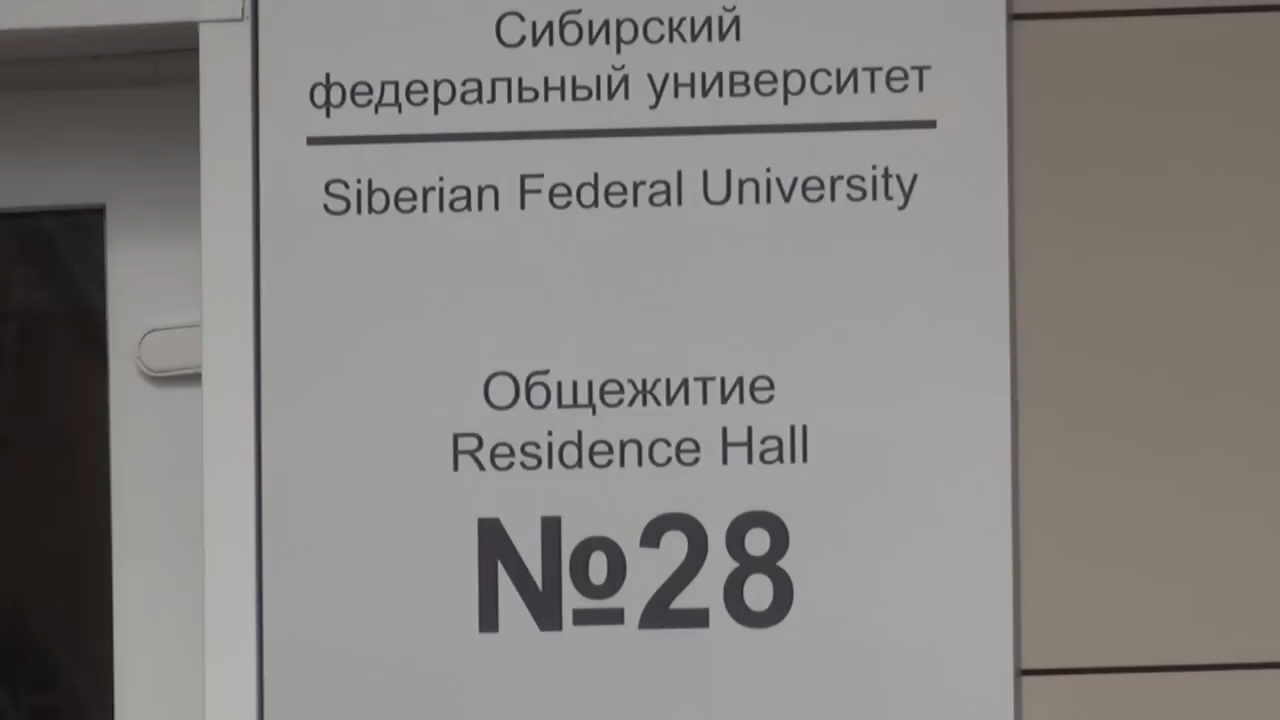 Сибирский
федеральный университет
Siberian Federal University
Общежитие
Residence Hall
№28